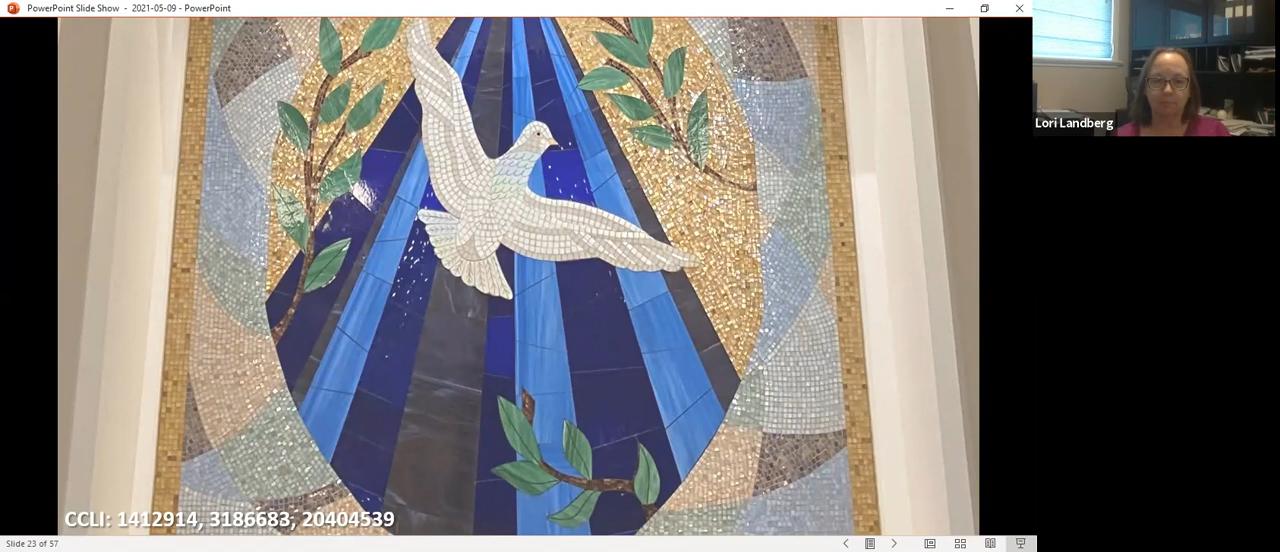 PowerPoint Slide Show - 2021-05-09 - PowerPoint
Lori Landberg
CCLI: 1412914, 3186683, 20404539
Slide 23 of 57